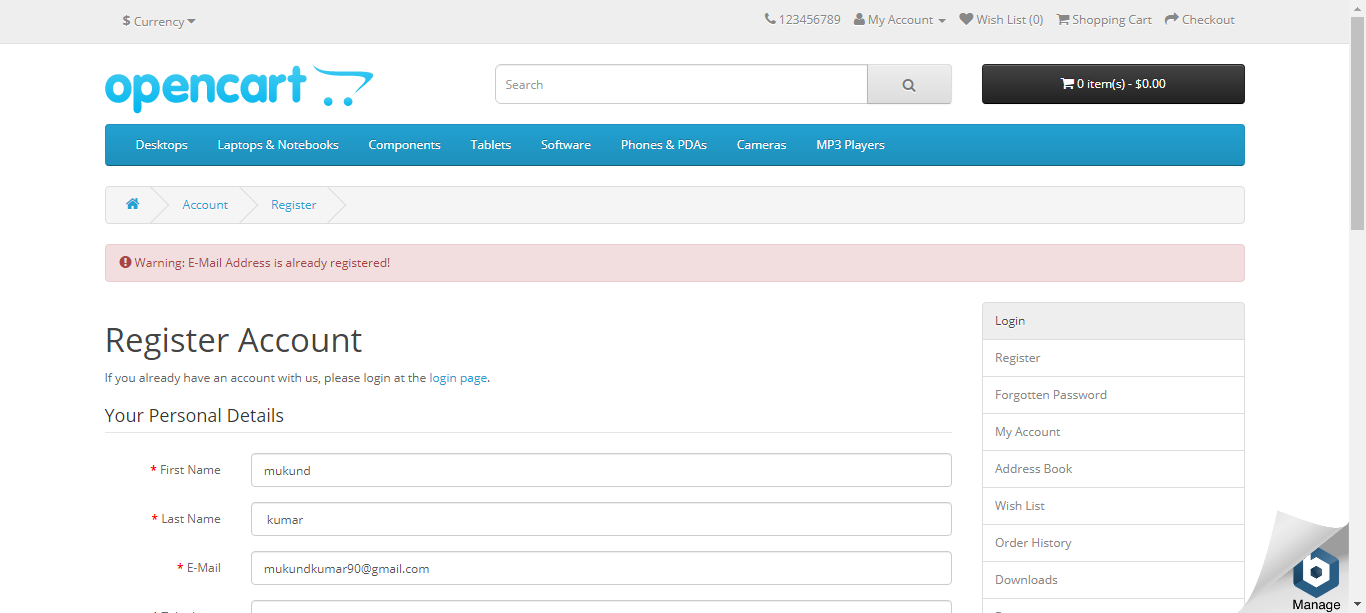 $ Currency
123456789 My Account Wish List (0) Shopping Cart Checkout
opencart
Search
0 item(s) - $0.00
Desktops Laptops & Notebooks Components Tablets Software Phones & PDAs Cameras MP3 Players
Account Register
Warning: E-Mail Address is already registered!
Register Account
If you already have an account with us, please login at the login page.
Your Personal Details
* First Name mukund
* Last Name kumar
* E-Mail mukundkumar90@gmail.com
Login
Register
Forgotten Password
My Account
Address Book
Wish List
Order History
Downloads
Manage